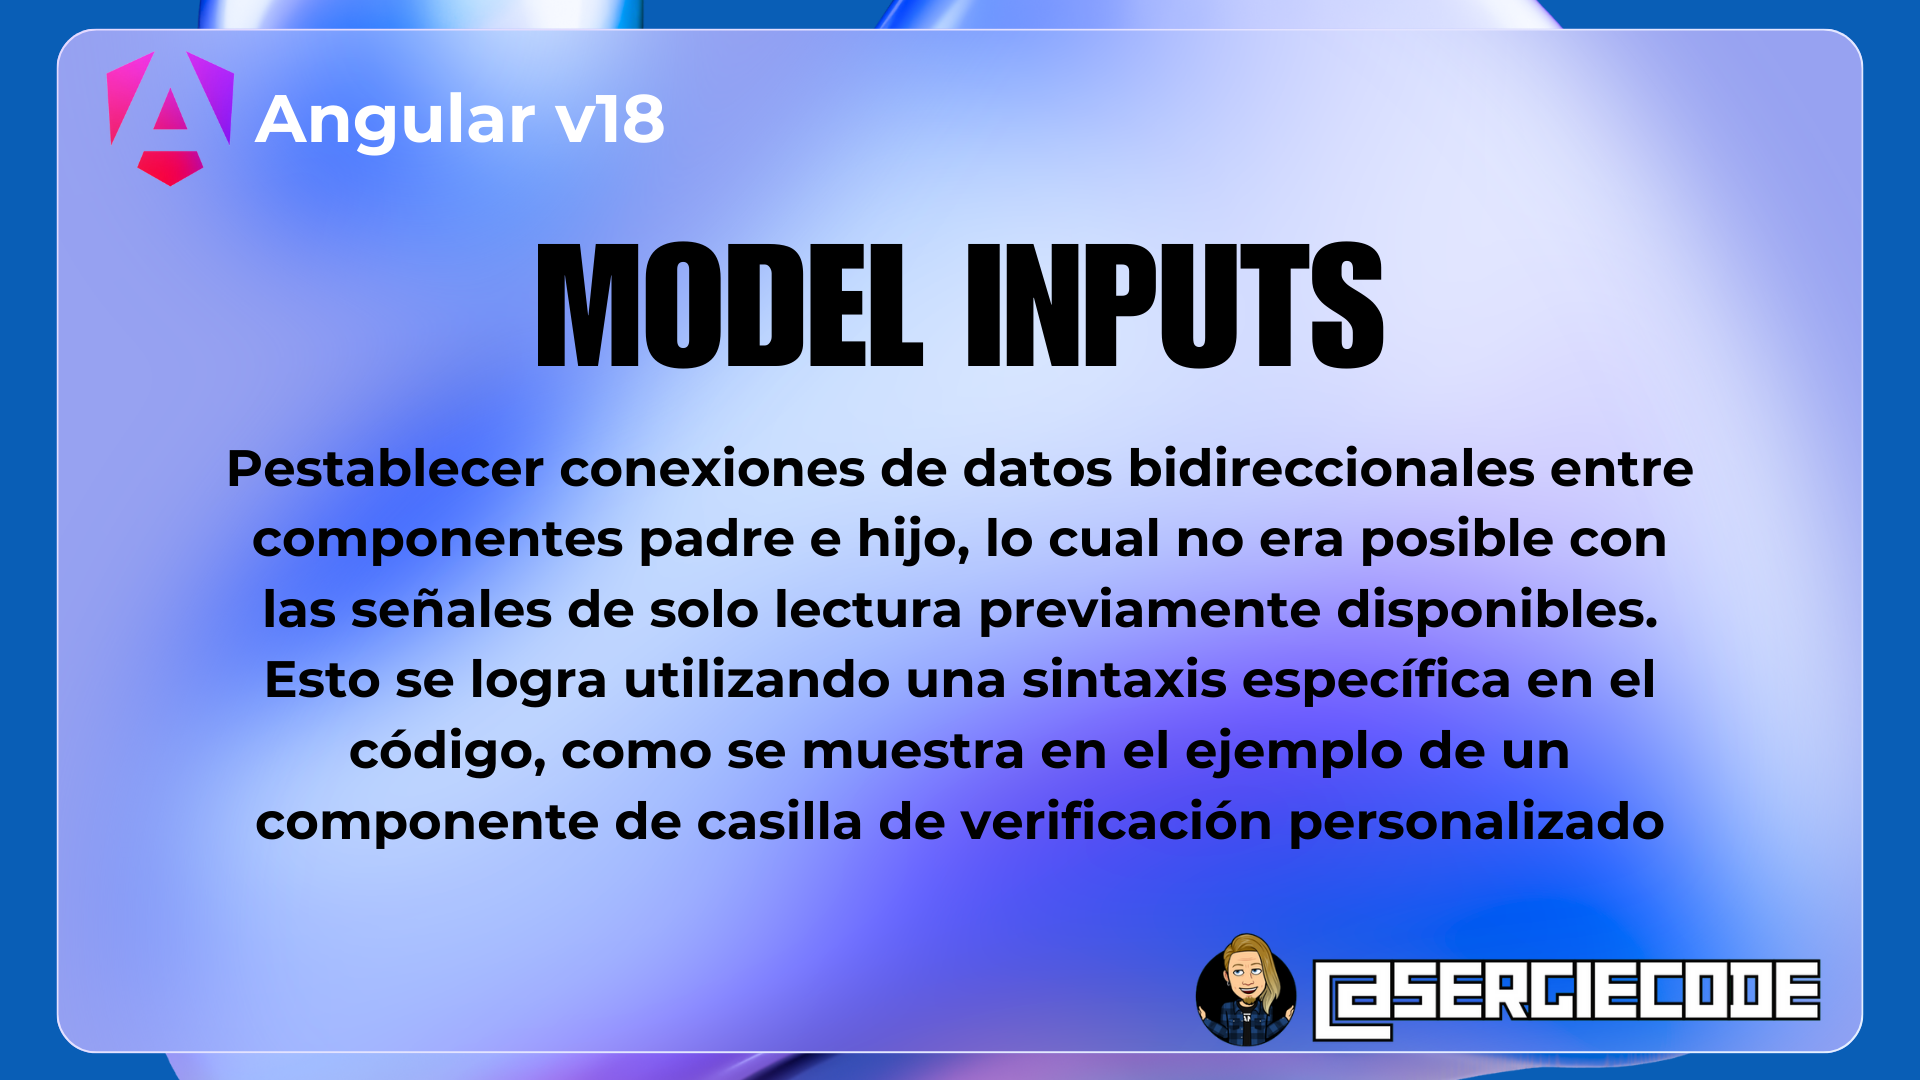 Angular v18
MODEL INPUTS
Pestablecer conexiones de datos bidireccionales entre
componentes padre e hijo, lo cual no era posible con
las señales de solo lectura previamente disponibles.
Esto se logra utilizando una sintaxis específica en el
código, como se muestra en el ejemplo de un
componente de casilla de verificación personalizado
@SERGIECODE